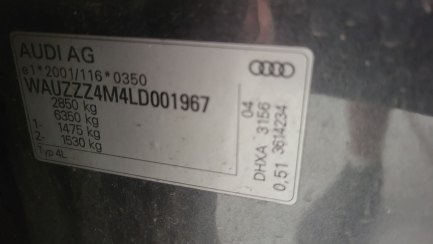 AUDI AG
e1*2001/116*0350
WAUZZZ4M4LD001967
2850 kg
6350 kg
1- 1475 kg
2- 1530 kg
Typ 4L
04
DHXA 3156
0,51 3614234